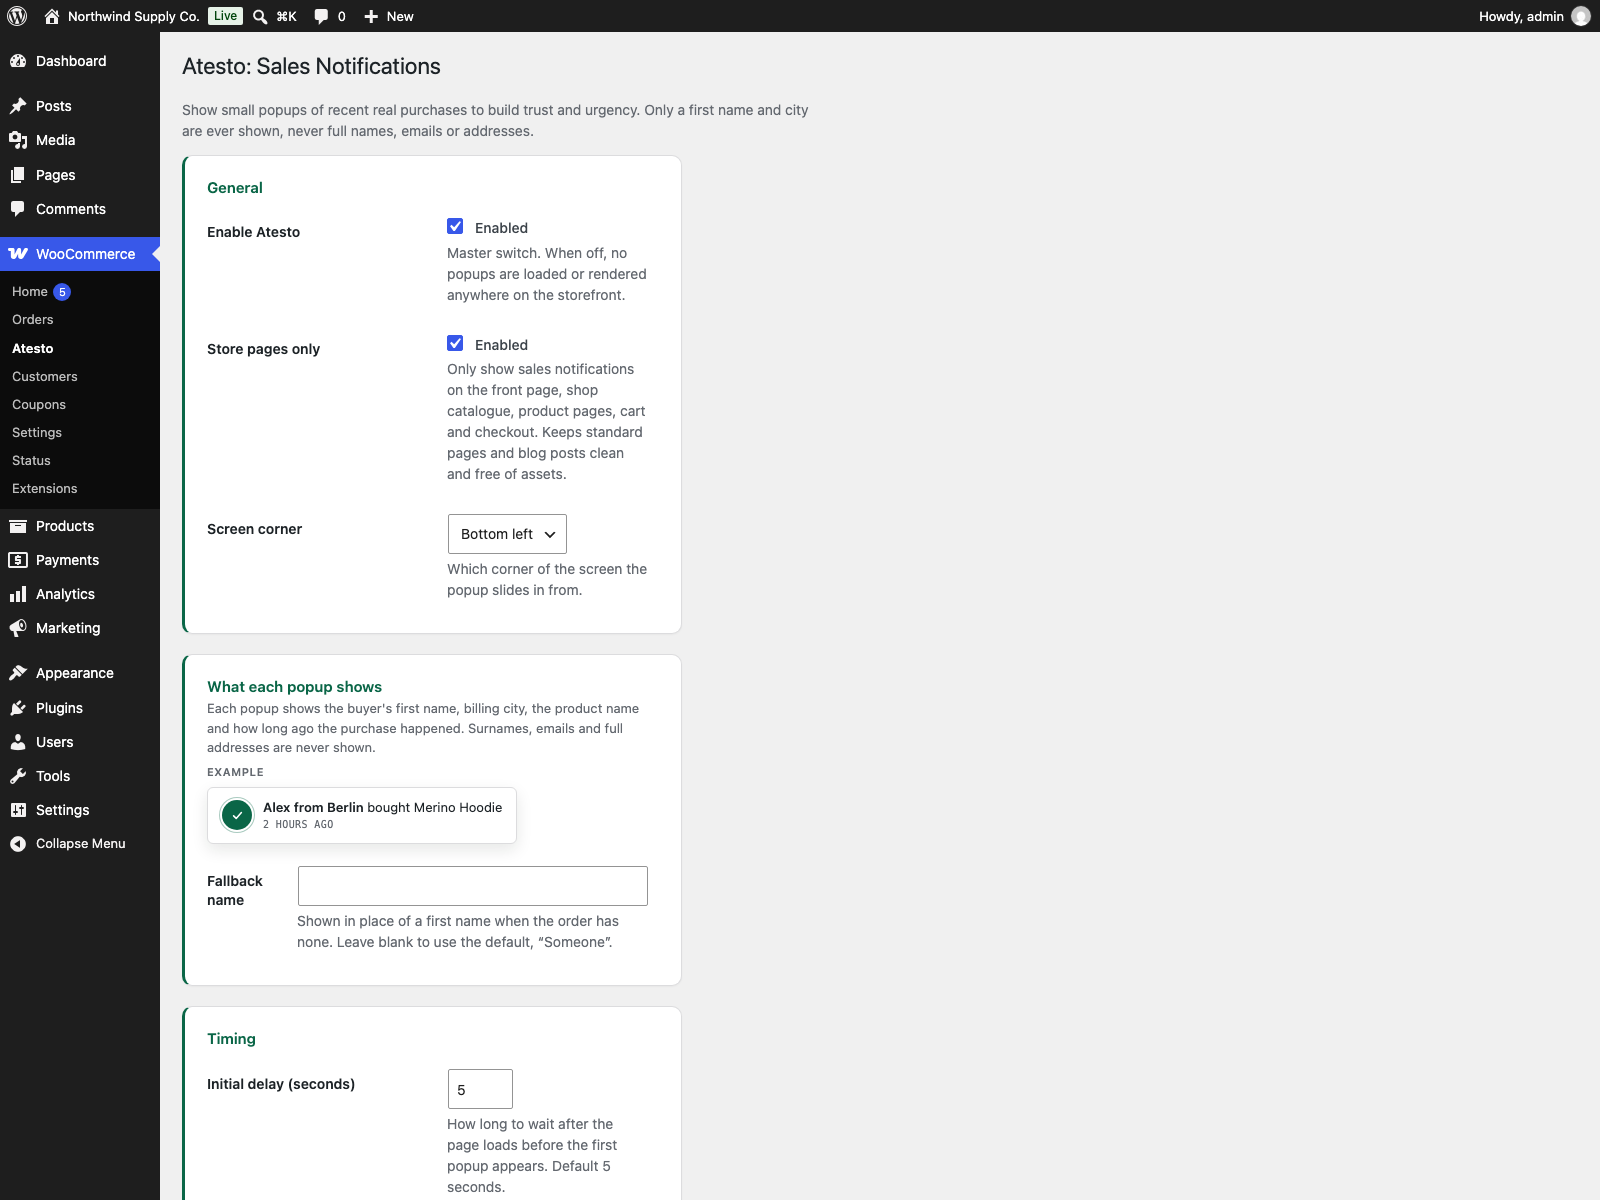 Northwind Supply Co. Live ⌘K 0 New Howdy, admin
Dashboard
Posts
Media
Pages
Comments
WooCommerce
Home 5
Orders
Atesto
Customers
Coupons
Settings
Status
Extensions
Products
Payments
Analytics
Marketing
Appearance
Plugins
Users
Tools
Settings
Collapse Menu
Atesto: Sales Notifications
Show small popups of recent real purchases to build trust and urgency. Only a first name and city
are ever shown, never full names, emails or addresses.
General
Enable Atesto
Enabled
Master switch. When off, no
popups are loaded or rendered
anywhere on the storefront.
Store pages only
Enabled
Only show sales notifications
on the front page, shop
catalogue, product pages, cart
and checkout. Keeps standard
pages and blog posts clean
and free of assets.
Screen corner
Bottom left
Which corner of the screen the
popup slides in from.
What each popup shows
Each popup shows the buyer's first name, billing city, the product name
and how long ago the purchase happened. Surnames, emails and full
addresses are never shown.
EXAMPLE
Alex from Berlin bought Merino Hoodie
2 HOURS AGO
Fallback
name
Shown in place of a first name when the order has
none. Leave blank to use the default, “Someone”.
Timing
Initial delay (seconds)
5
How long to wait after the
page loads before the first
popup appears. Default 5
seconds.